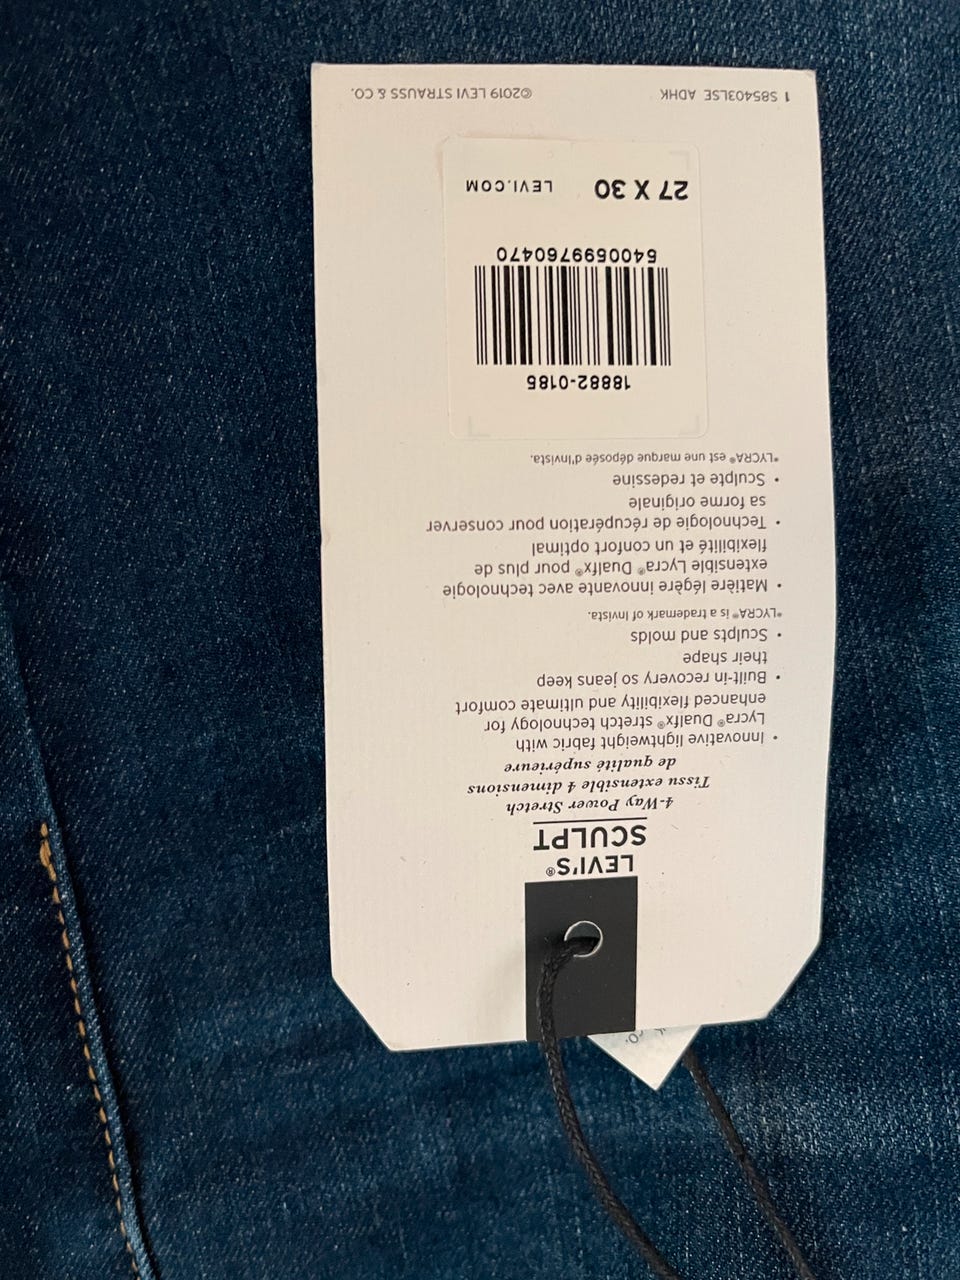 LEVI'S®
SCULPT
4-Way Power Stretch
Tissu extensible 4 dimensions
de qualité supérieure
• Innovative lightweight fabric with
Lycra® Dualfx® stretch technology for
enhanced flexibility and ultimate comfort
• Built-in recovery so jeans keep
their shape
• Sculpts and molds
*LYCRA® is a trademark of Invista.
• Matière légère innovante avec technologie
extensible Lycra® Dualfx® pour plus de
flexibilité et un confort optimal
• Technologie de récupération pour conserver
sa forme originale
• Sculpte et redessine
*LYCRA® est une marque déposée d'Invista.
18882-0185
5400599760470
27 X 30 LEVI.COM
1 S85403LSE ADHK ©2019 LEVI STRAUSS & CO.